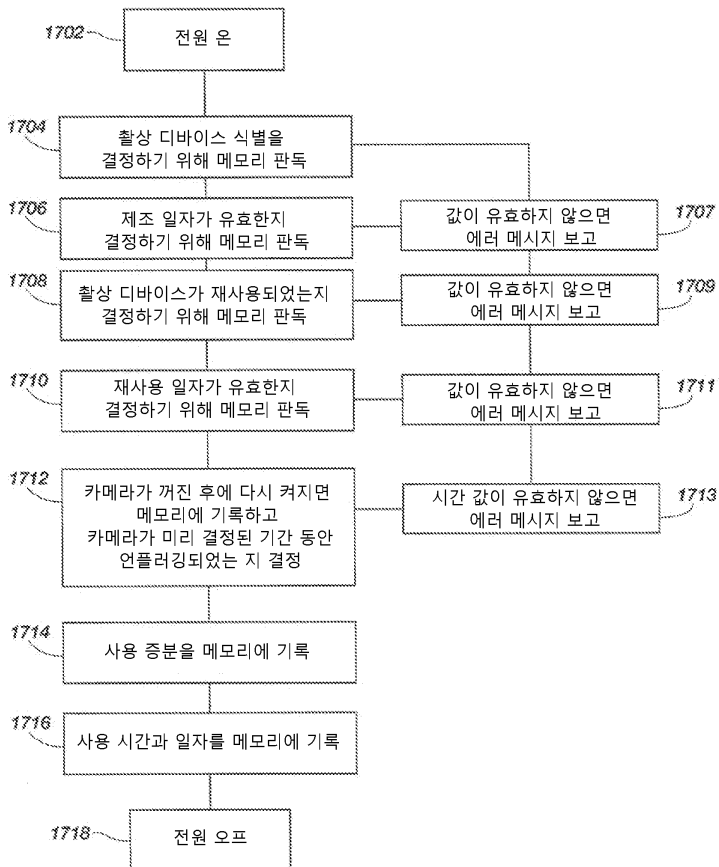 1702
전원 온
1704
촬상 디바이스 식별을
결정하기 위해 메모리 판독
1706
제조 일자가 유효한지
결정하기 위해 메모리 판독
값이 유효하지 않으면
에러 메시지 보고
1707
1708
촬상 디바이스가 재사용되었는지
결정하기 위해 메모리 판독
값이 유효하지 않으면
에러 메시지 보고
1709
1710
재사용 일자가 유효한지
결정하기 위해 메모리 판독
값이 유효하지 않으면
에러 메시지 보고
1711
1712
카메라가 꺼진 후에 다시 켜지면
메모리에 기록하고
카메라가 미리 결정된 기간 동안
언플러깅되었는 지 결정
시간 값이 유효하지 않으면
에러 메시지 보고
1713
1714
사용 증분을 메모리에 기록
1716
사용 시간과 일자를 메모리에 기록
1718
전원 오프